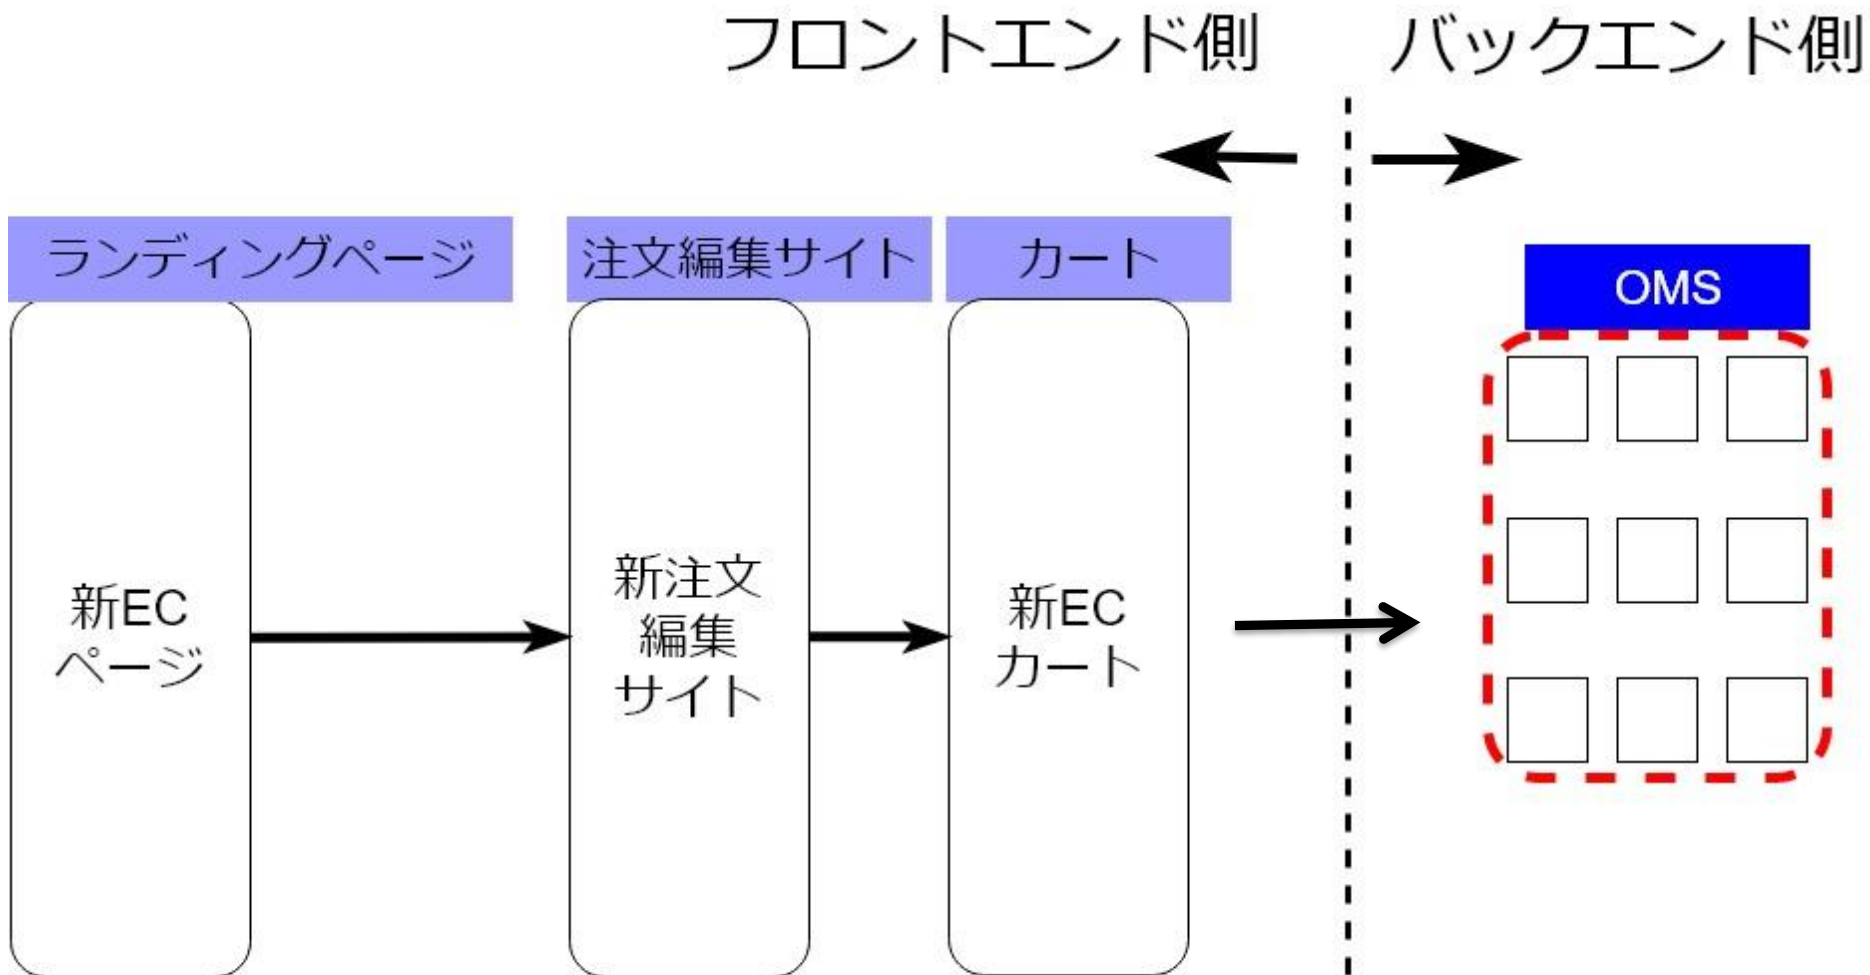 フロントエンド側
バックエンド側
ランディングページ
注文編集サイト
カート
OMS
新EC
ページ
新注文
編集
サイト
新EC
カート